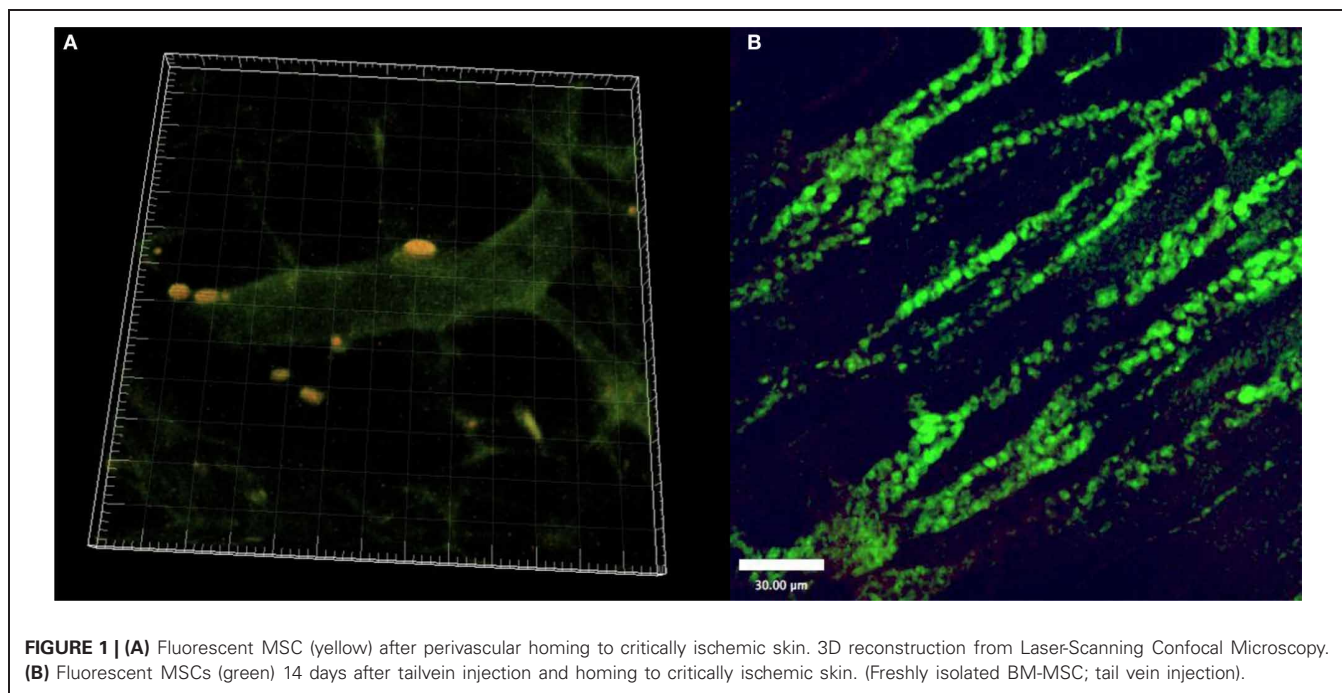 A
B
30.00 µm
FIGURE 1 | (A) Fluorescent MSC (yellow) after perivascular homing to critically ischemic skin. 3D reconstruction from Laser-Scanning Confocal Microscopy.
(B) Fluorescent MSCs (green) 14 days after tailvein injection and homing to critically ischemic skin. (Freshly isolated BM-MSC; tail vein injection).